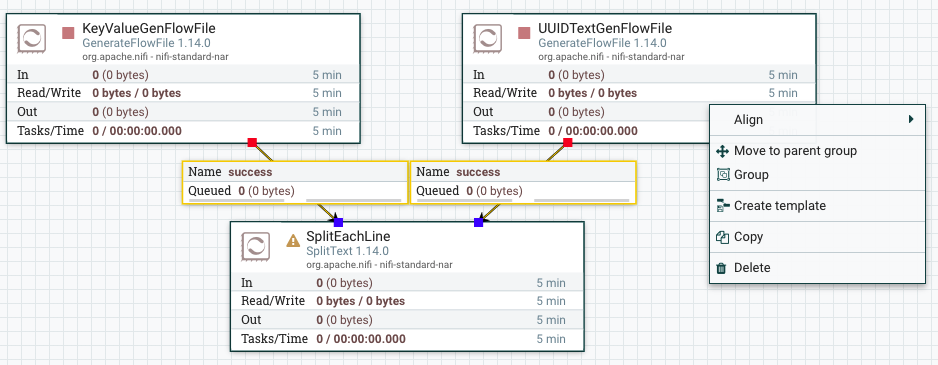 KeyValueGenFlowFile
GenerateFlowFile 1.14.0
org.apache.nifi - nifi-standard-nar
In 0 (0 bytes) 5 min
Read/Write 0 bytes / 0 bytes 5 min
Out 0 (0 bytes) 5 min
Tasks/Time 0 / 00:00:00.000 5 min
UUIDTextGenFlowFile
GenerateFlowFile 1.14.0
org.apache.nifi - nifi-standard-nar
In 0 (0 bytes) 5 min
Read/Write 0 bytes / 0 bytes 5 min
Out 0 (0 bytes)
Tasks/Time 0 / 00:00:00.000
Align
Move to parent group
Group
Create template
Copy
Delete
Name success
Queued 0 (0 bytes)
Name success
Queued 0 (0 bytes)
SplitEachLine
SplitText 1.14.0
org.apache.nifi - nifi-standard-nar
In 0 (0 bytes) 5 min
Read/Write 0 bytes / 0 bytes 5 min
Out 0 (0 bytes) 5 min
Tasks/Time 0 / 00:00:00.000 5 min